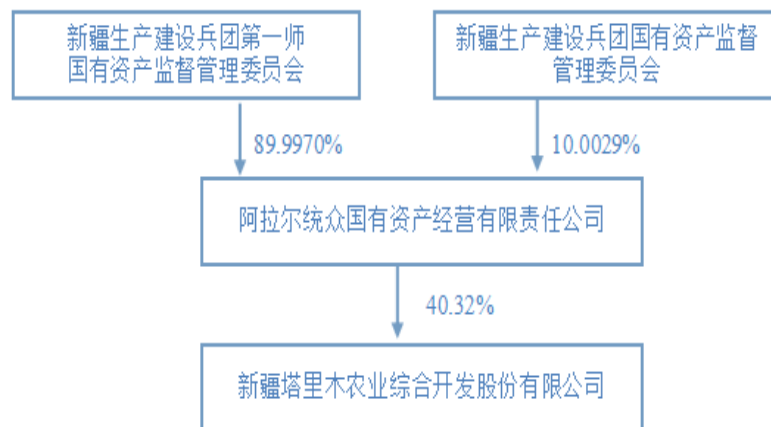 新疆生产建设兵团第一师
国有资产监督管理委员会
新疆生产建设兵团国有资产监督
管理委员会
89.9970%
10.0029%
阿拉尔统众国有资产经营有限责任公司
40.32%
新疆塔里木农业综合开发股份有限公司